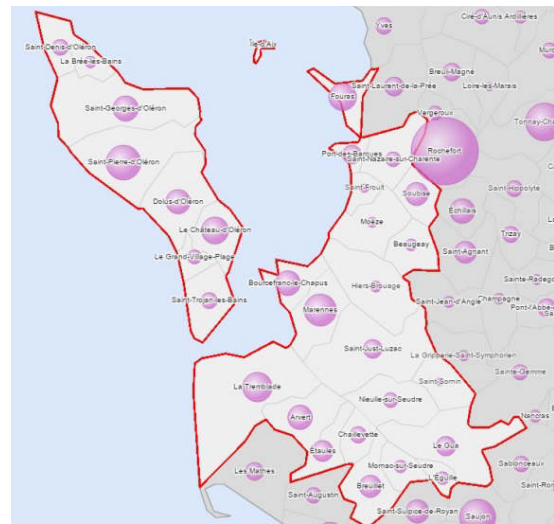 Yves
Ciré-d'Aunis
Ardillières
Saint-Denis-d'Oléron
Île-d'Aix
La Brée-les-Bains
Breuil-Magné
Saint-Laurent-de-la-Prée
Loire-les-Marais
Fouras
Saint-Georges-d'Oléron
Vergeroux
Rochefort
Port-des-Barques
Saint-Nazaire-sur-Charente
Saint-Pierre-d'Oléron
Saint-Froult
Soubise
Saint-Hippolyte
Dolus-d'Oléron
Échillais
Moëze
Le Château-d'Oléron
Trizay
Beaugeay
Saint-Agnant
Le Grand-Village-Plage
Bourcefranc-le-Chapus
Hiers-Brouage
Saint-Trojan-les-Bains
Saint-Jean-d'Angle
Champagne
Marennes
Saint-Just-Luzac
La Gripperie-Saint-Symphorien
Sainte-Gemme
Saint-Sornin
La Tremblade
Nieulle-sur-Seudre
Arvert
Nancras
Chaillevette
Étaules
Le Gua
Les Mathes
Mornac-sur-Seudre
Sablonceaux
L'Éguille
Breuillet
Saint-Augustin
Saint-Sulpice-de-Royan
Saujon